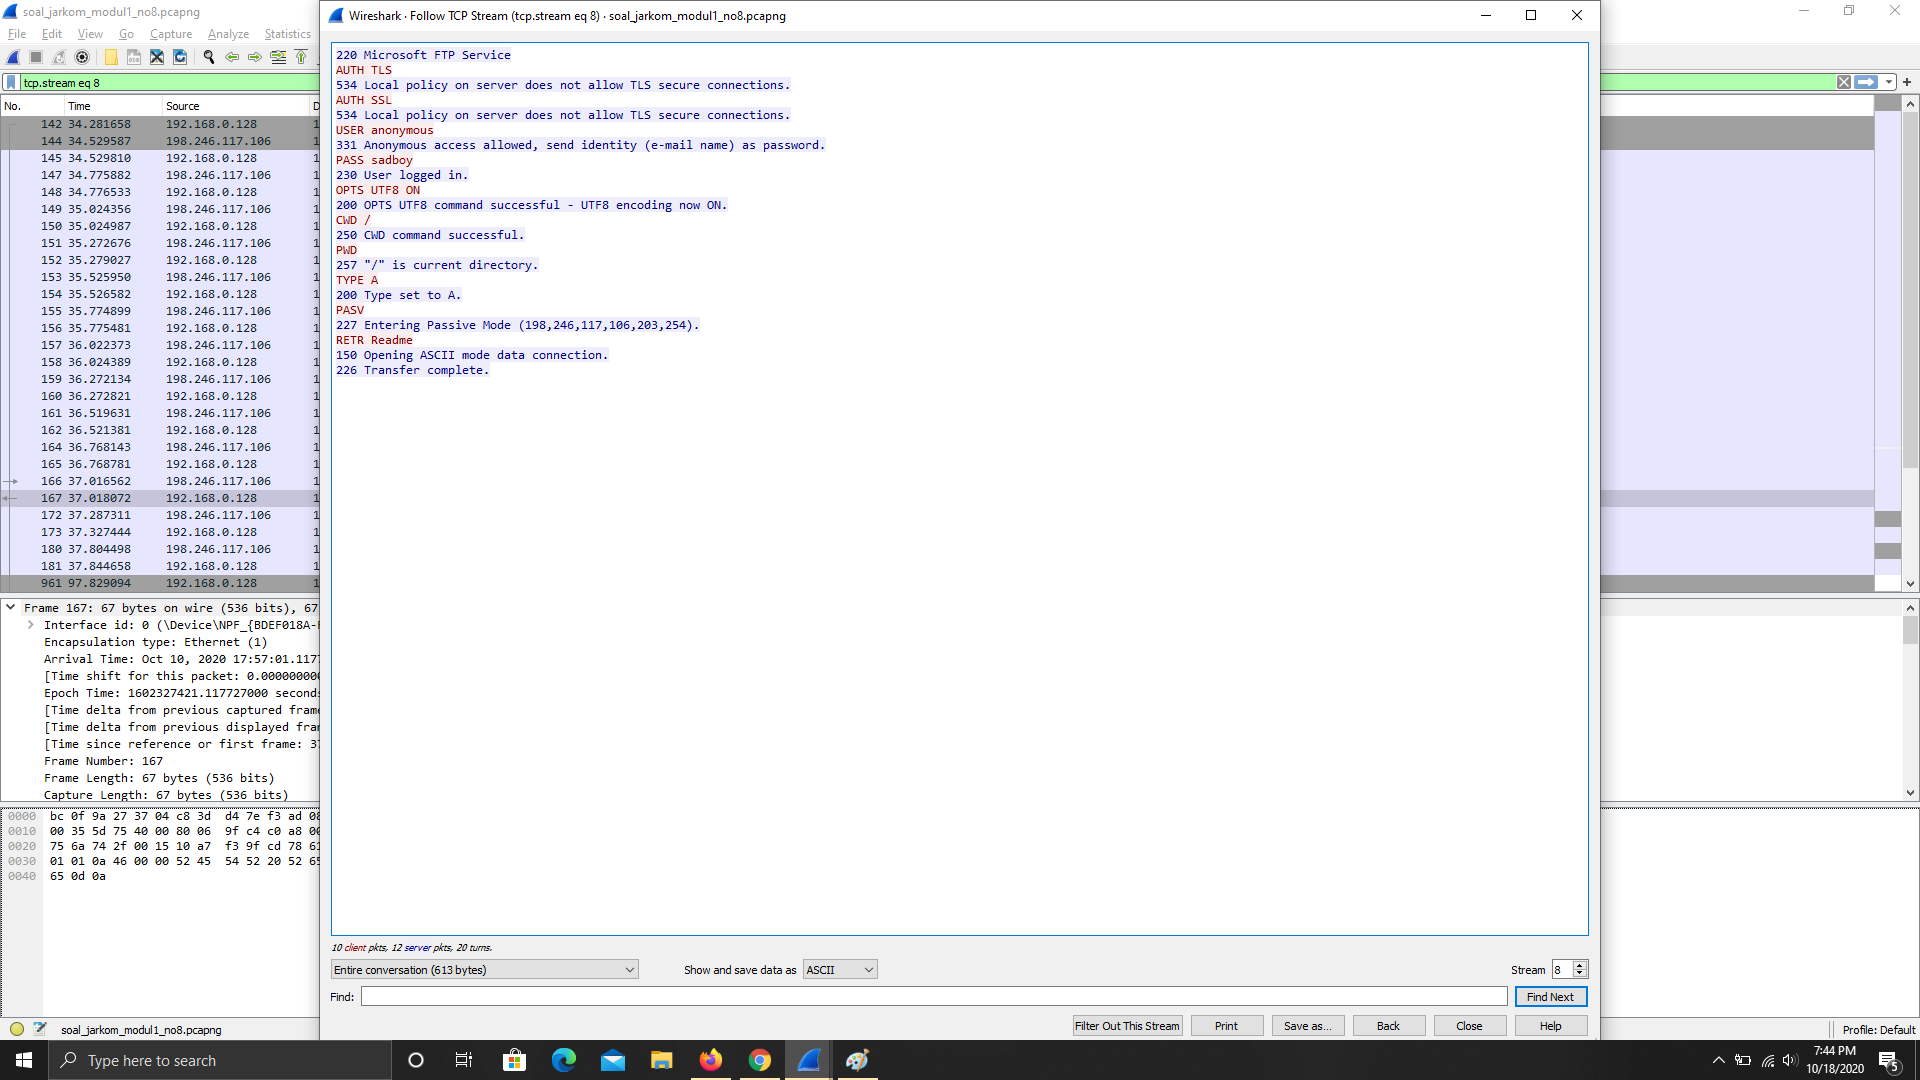 soal_jarkom_modul1_no8.pcapng
File Edit View Go Capture Analyze Statistics
tcp.stream eq 8
No. Time Source D
142 34.281658 192.168.0.128 1
144 34.529587 198.246.117.106 1
145 34.529810 192.168.0.128 1
147 34.775882 198.246.117.106 1
148 34.776533 192.168.0.128 1
149 35.024356 198.246.117.106 1
150 35.024987 192.168.0.128 1
151 35.272676 198.246.117.106 1
152 35.279027 192.168.0.128 1
153 35.525950 198.246.117.106 1
154 35.526582 192.168.0.128 1
155 35.774899 198.246.117.106 1
156 35.775481 192.168.0.128 1
157 36.022373 198.246.117.106 1
158 36.024389 192.168.0.128 1
159 36.272134 198.246.117.106 1
160 36.272821 192.168.0.128 1
161 36.519631 198.246.117.106 1
162 36.521381 192.168.0.128 1
164 36.768143 198.246.117.106 1
165 36.768781 192.168.0.128 1
166 37.016562 198.246.117.106 1
167 37.018072 192.168.0.128 1
172 37.287311 198.246.117.106 1
173 37.327444 192.168.0.128 1
180 37.804498 198.246.117.106 1
181 37.844658 192.168.0.128 1
961 97.829094 192.168.0.128 1
Frame 167: 67 bytes on wire (536 bits), 67
Interface id: 0 (\Device\NPF_{BDEF018A-
Encapsulation type: Ethernet (1)
Arrival Time: Oct 10, 2020 17:57:01.1177
[Time shift for this packet: 0.000000000
Epoch Time: 1602327421.117727000 seconds
[Time delta from previous captured frame
[Time delta from previous displayed fra
[Time since reference or first frame: 37
Frame Number: 167
Frame Length: 67 bytes (536 bits)
Capture Length: 67 bytes (536 bits)
0000 bc 0f 9a 27 37 04 c8 3d d4 7e f3 ad 08
0010 00 35 5d 75 40 00 80 06 9f c4 c0 a8 00
0020 75 6a 74 2f 00 15 10 a7 f3 9f cd 78 61
0030 01 01 0a 46 00 00 52 45 54 52 20 52 65
0040 65 0d 0a
soal_jarkom_modul1_no8.pcapng
Profile: Default
Wireshark · Follow TCP Stream (tcp.stream eq 8) · soal_jarkom_modul1_no8.pcapng
220 Microsoft FTP Service
AUTH TLS
534 Local policy on server does not allow TLS secure connections.
AUTH SSL
534 Local policy on server does not allow TLS secure connections.
USER anonymous
331 Anonymous access allowed, send identity (e-mail name) as password.
PASS sadboy
230 User logged in.
OPTS UTF8 ON
200 OPTS UTF8 command successful - UTF8 encoding now ON.
CWD /
250 CWD command successful.
PWD
257 "/" is current directory.
TYPE A
200 Type set to A.
PASV
227 Entering Passive Mode (198,246,117,106,203,254).
RETR Readme
150 Opening ASCII mode data connection.
226 Transfer complete.
10 client pkts, 12 server pkts, 20 turns.
Entire conversation (613 bytes) Show and save data as ASCII Stream 8
Find: Find Next
Filter Out This Stream Print Save as... Back Close Help
Type here to search
7:44 PM
10/18/2020
5